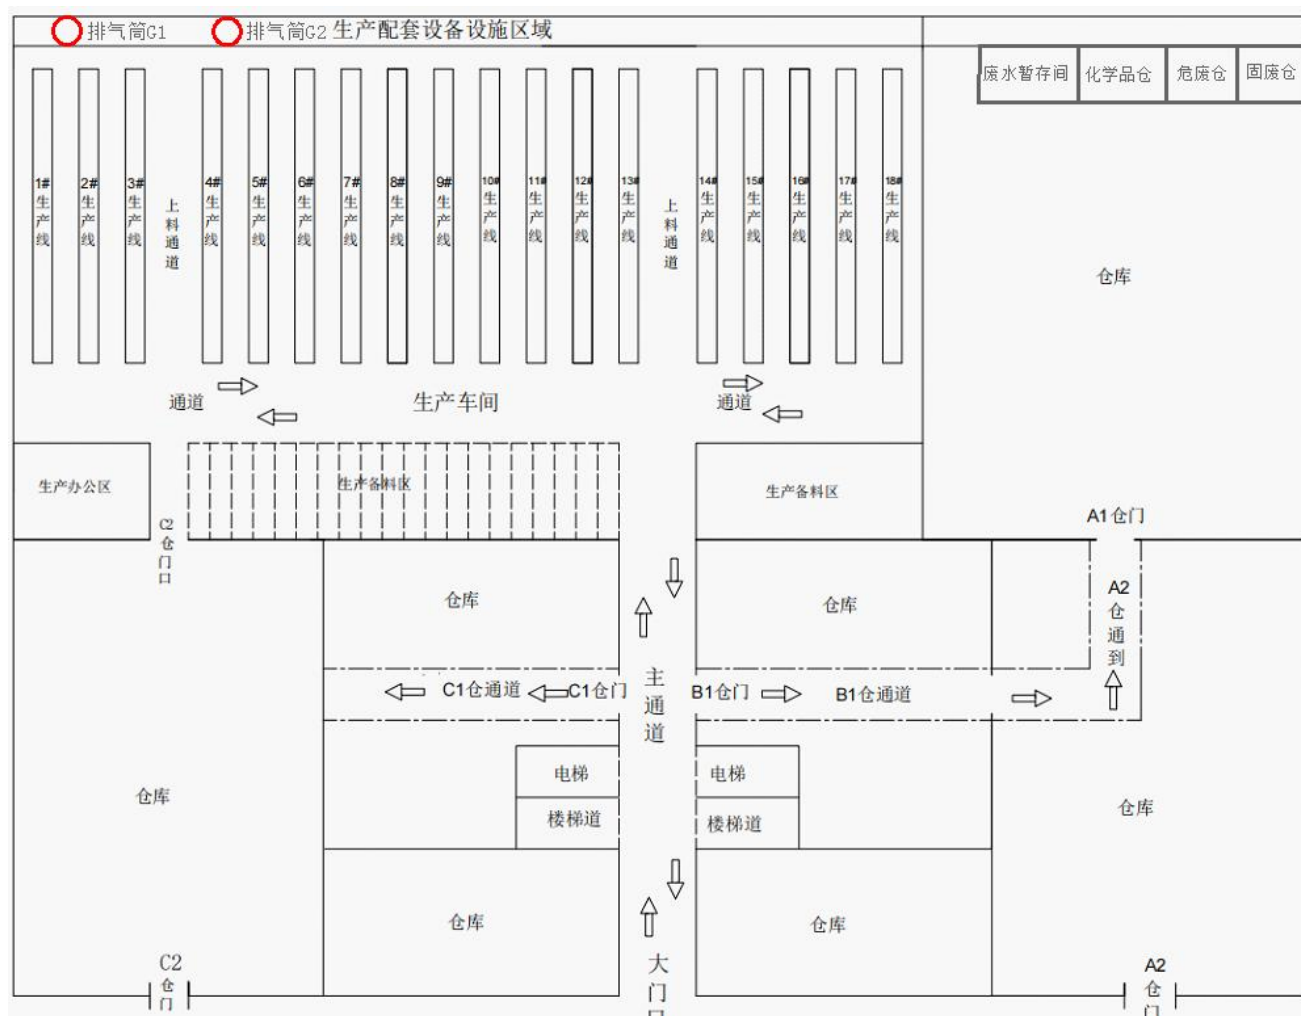 排气筒G1
排气筒G2
生产配套设备设施区域
废水暂存间
化学品仓
危废仓
固废仓
1#生产线
2#生产线
3#生产线
上料通道
4#生产线
5#生产线
6#生产线
7#生产线
8#生产线
9#生产线
10#生产线
11#生产线
12#生产线
13#生产线
上料通道
14#生产线
15#生产线
16#生产线
17#生产线
18#生产线
仓库
通道
生产车间
通道
生产办公区
生产备料区
生产备料区
C2仓门口
A1仓门
仓库
仓库
A2仓通到
主通道
C1仓通道
C1仓门
B1仓门
B1仓通道
电梯
电梯
楼梯道
楼梯道
仓库
仓库
仓库
仓库
C2仓门
大门口
A2仓门